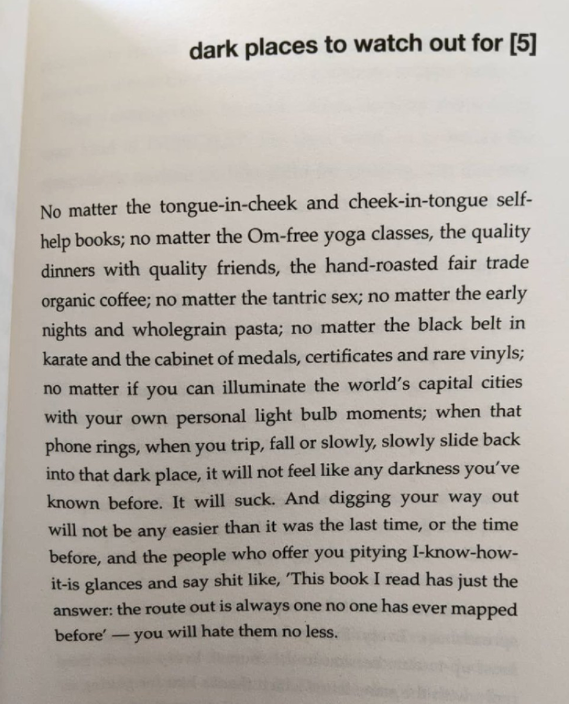 dark places to watch out for [5]
No matter the tongue-in-cheek and cheek-in-tongue self-
help books; no matter the Om-free yoga classes, the quality
dinners with quality friends, the hand-roasted fair trade
organic coffee; no matter the tantric sex; no matter the early
nights and wholegrain pasta; no matter the black belt in
karate and the cabinet of medals, certificates and rare vinyls;
no matter if you can illuminate the world's capital cities
with your own personal light bulb moments; when that
phone rings, when you trip, fall or slowly, slowly slide back
into that dark place, it will not feel like any darkness you've
known before. It will suck. And digging your way out
will not be any easier than it was the last time, or the time
before, and the people who offer you pitying I-know-how-
it-is glances and say shit like, 'This book I read has just the
answer: the route out is always one no one has ever mapped
before' — you will hate them no less.